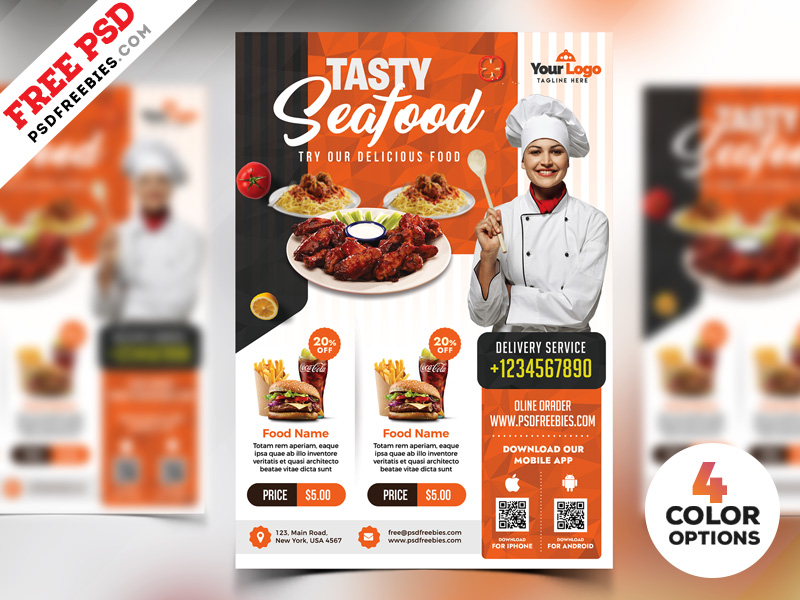 FREE PSD
PSDFREEBIES.COM
TASTY
Seafood
TRY OUR DELICIOUS FOOD
Your Logo
TAGLINE HERE
20%
OFF
Coca-Cola
Food Name
Totam rem aperiam, eaque
ipsa quae ab illo inventore
veritatis et quasi architecto
beatae vitae dicta sunt
PRICE $5.00
20%
OFF
Coca-Cola
Food Name
Totam rem aperiam, eaque
ipsa quae ab illo inventore
veritatis et quasi architecto
beatae vitae dicta sunt
PRICE $5.00
DELIVERY SERVICE
+1234567890
OLINE ORADER
WWW.PSDFREEBIES.COM
DOWNLOAD OUR
MOBILE APP
DOWNLOAD
FOR IPHONE
DOWNLOAD
FOR ANDROID
123, Main Road,
New York, USA 4567
free@psdfreebies.com
www.psdfreebies.com
4
COLOR
OPTIONS
TASTY